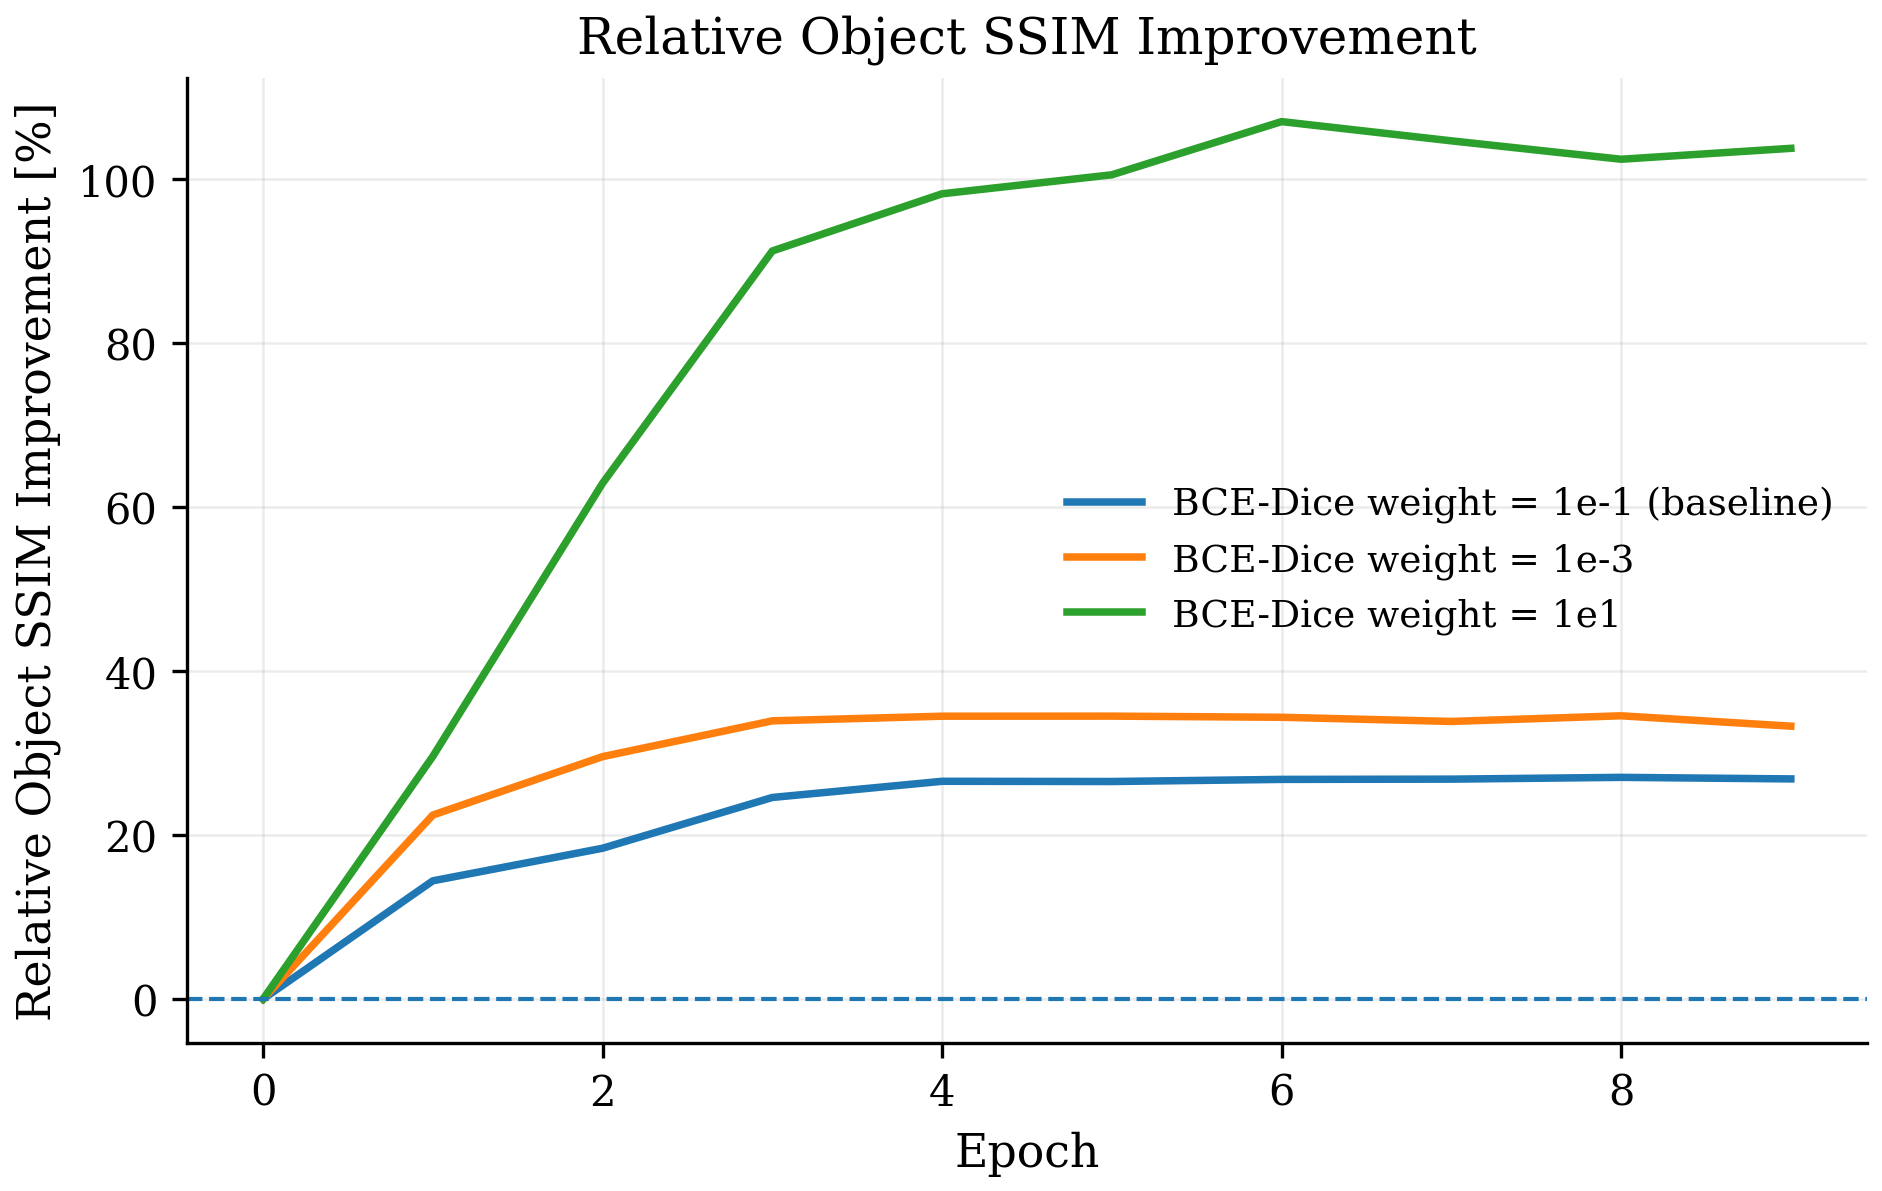 Relative Object SSIM Improvement
Relative Object SSIM Improvement [%]
100
80
60
40
20
0
BCE-Dice weight = 1e-1 (baseline)
BCE-Dice weight = 1e-3
BCE-Dice weight = 1e1
0 2 4 6 8
Epoch